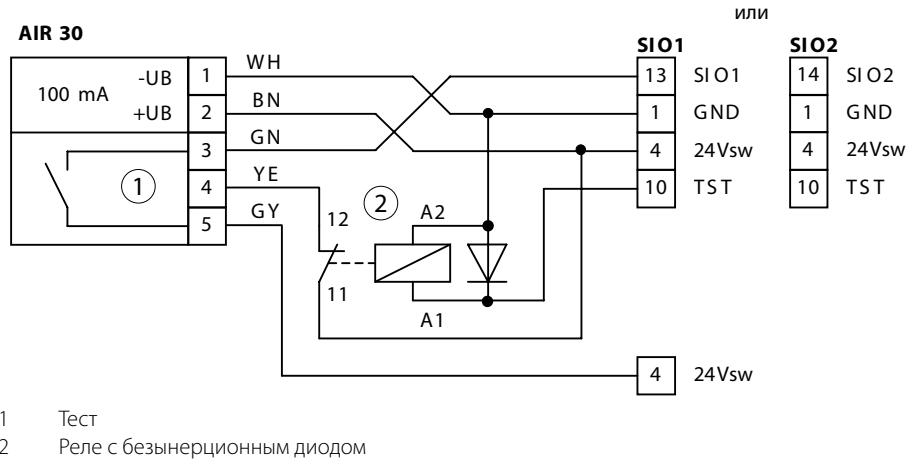 или
AIR 30
SIO1 SIO2
100 mA -UB 1 WH 13 SIO1 14 SIO2
+UB 2 BN 1 GND 1 GND
3 GN 4 24Vsw 4 24Vsw
1 4 YE 10 TST 10 TST
5 GY 12 2 A2
11
A1
4 24Vsw
1 Тест
2 Реле с безынерционным диодом